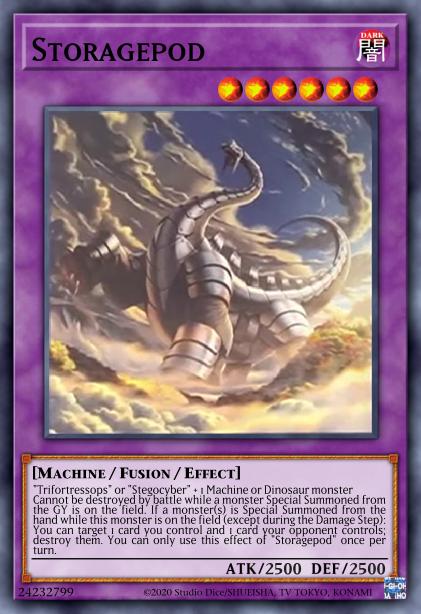 STORAGEPOD
DARK
闇
[MACHINE / FUSION / EFFECT]
"Trifortressops" or "Stegocyber" + 1 Machine or Dinosaur monster
Cannot be destroyed by battle while a monster Special Summoned from
the GY is on the field. If a monster(s) is Special Summoned from the
hand while this monster is on the field (except during the Damage Step):
You can target 1 card you control and 1 card your opponent controls;
destroy them. You can only use this effect of "Storagepod" once per
turn.
ATK/2500 DEF/2500
24232799
©2020 Studio Dice/SHUEISHA, TV TOKYO, KONAMI